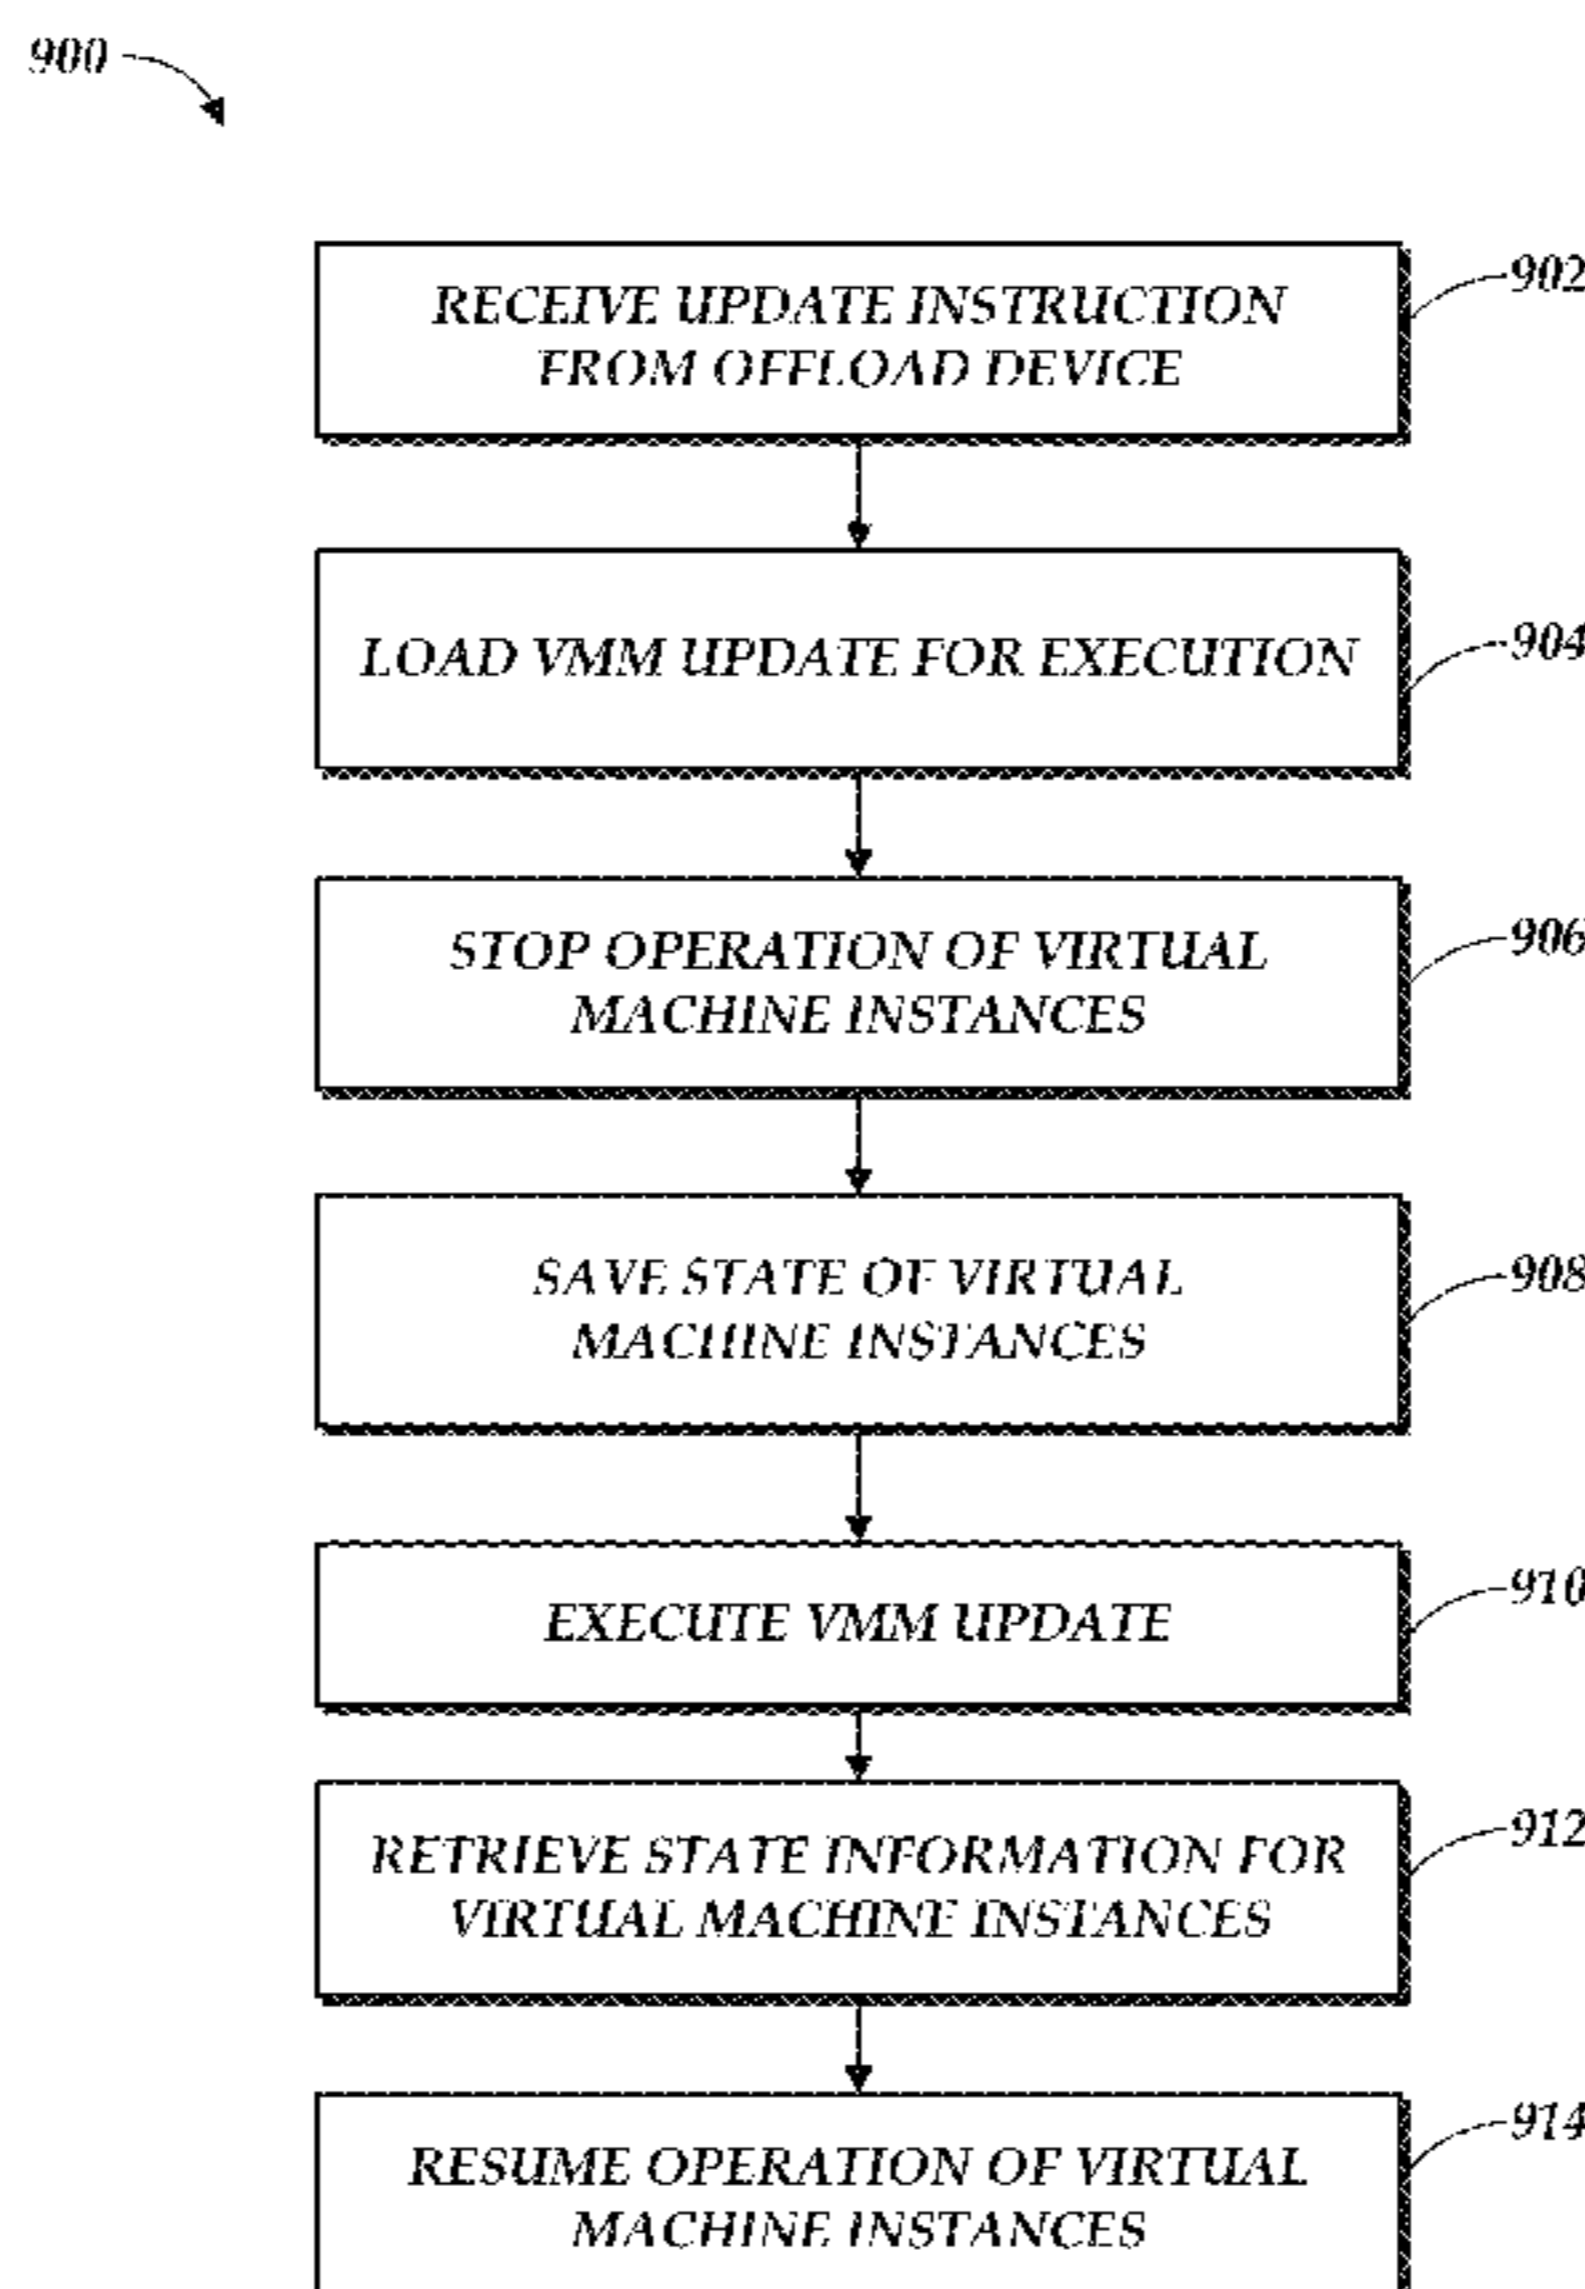 900
RECEIVE UPDATE INSTRUCTION
FROM OFFLOAD DEVICE
902
LOAD VMM UPDATE FOR EXECUTION
904
STOP OPERATION OF VIRTUAL
MACHINE INSTANCES
906
SAVE STATE OF VIRTUAL
MACHINE INSTANCES
908
EXECUTE VMM UPDATE
910
RETRIEVE STATE INFORMATION FOR
VIRTUAL MACHINE INSTANCES
912
RESUME OPERATION OF VIRTUAL
MACHINE INSTANCES
914